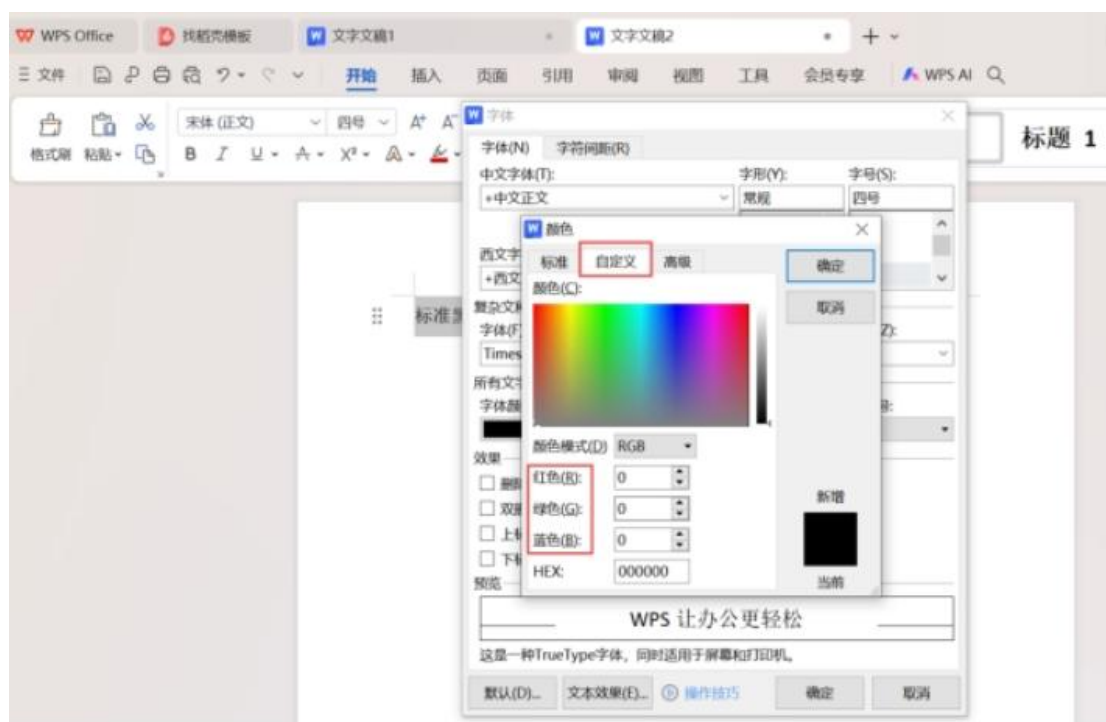 WPS Office 找稻壳模板 文字文稿1 文字文稿2
文件 开始 插入 页面 引用 审阅 视图 工具 会员专享 WPS AI
宋体 (正文) 四号 A⁺ A⁻
格式刷 粘贴 B I U A X² A
标题 1
字体
字体(N) 字符间距(R)
中文字体(T): 字形(Y): 字号(S):
+中文正文 常规 四号
颜色
西文字
+西文
标准 自定义 高级
确定
取消
颜色(C):
标准
复杂文
字体(F) Z):
Times
所有文字
字体颜 号:
颜色模式(D) RGB
效果
红色(R): 0
绿色(G): 0
蓝色(B): 0
HEX: 000000
删
双
上
下
新增
当前
预览
WPS 让办公更轻松
这是一种TrueType字体，同时适用于屏幕和打印机。
默认(D)... 文本效果(E)... 操作技巧 确定 取消